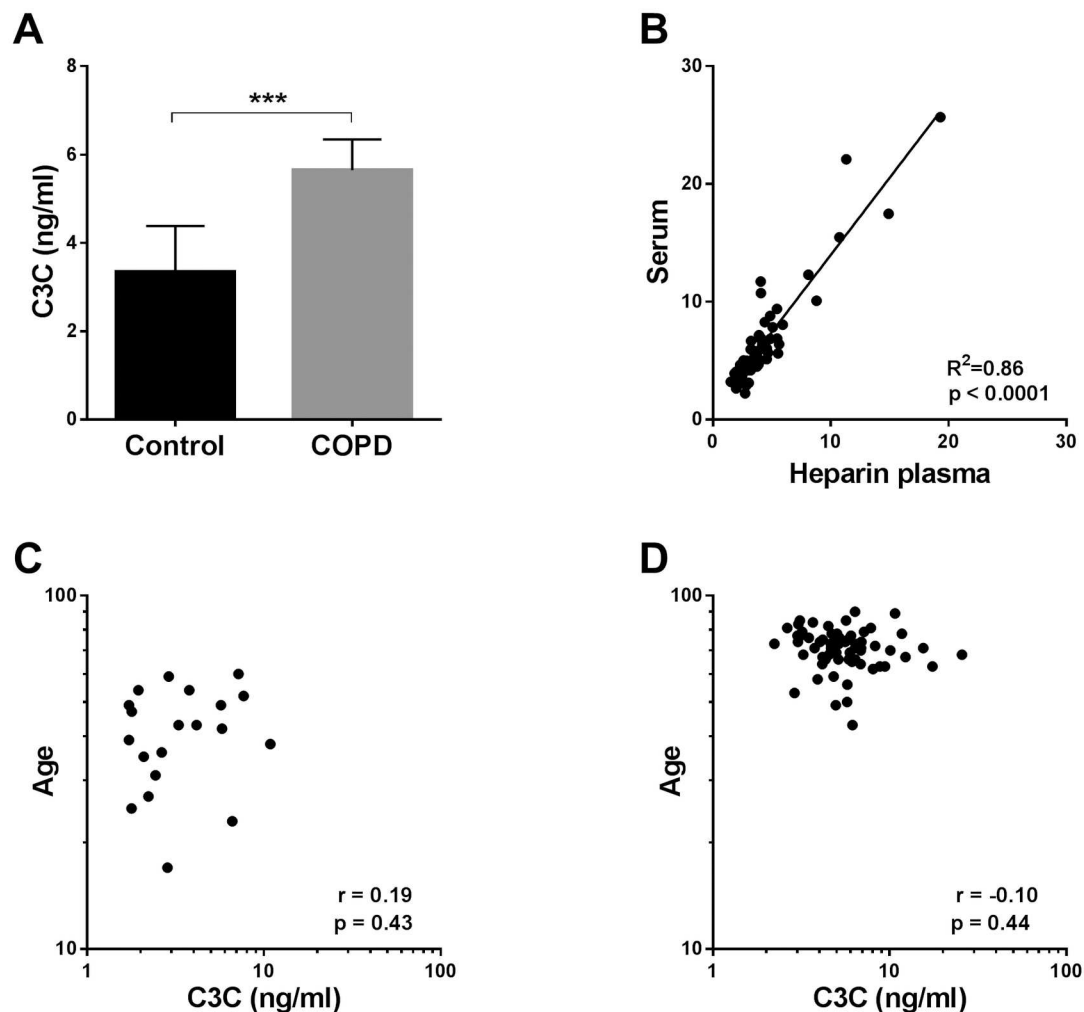 A
8
6
4
2
0
C3C (ng/ml)
***
Control
COPD
B
30
20
10
0
Serum
R²=0.86
p < 0.0001
0
10
20
30
Heparin plasma
C
100
10
Age
r = 0.19
p = 0.43
1
10
100
C3C (ng/ml)
D
100
10
Age
r = -0.10
p = 0.44
1
10
100
C3C (ng/ml)